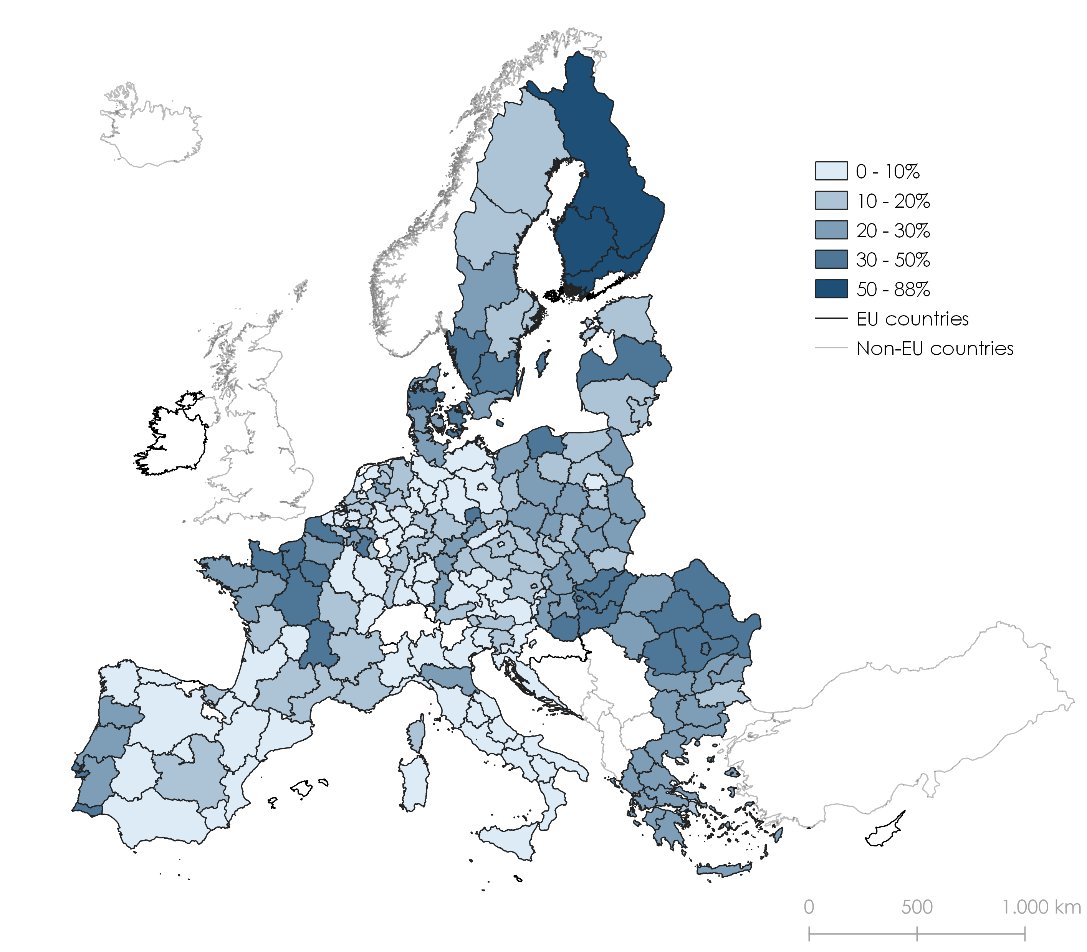 0 - 10%
10 - 20%
20 - 30%
30 - 50%
50 - 88%
EU countries
Non-EU countries
0 500 1.000 km